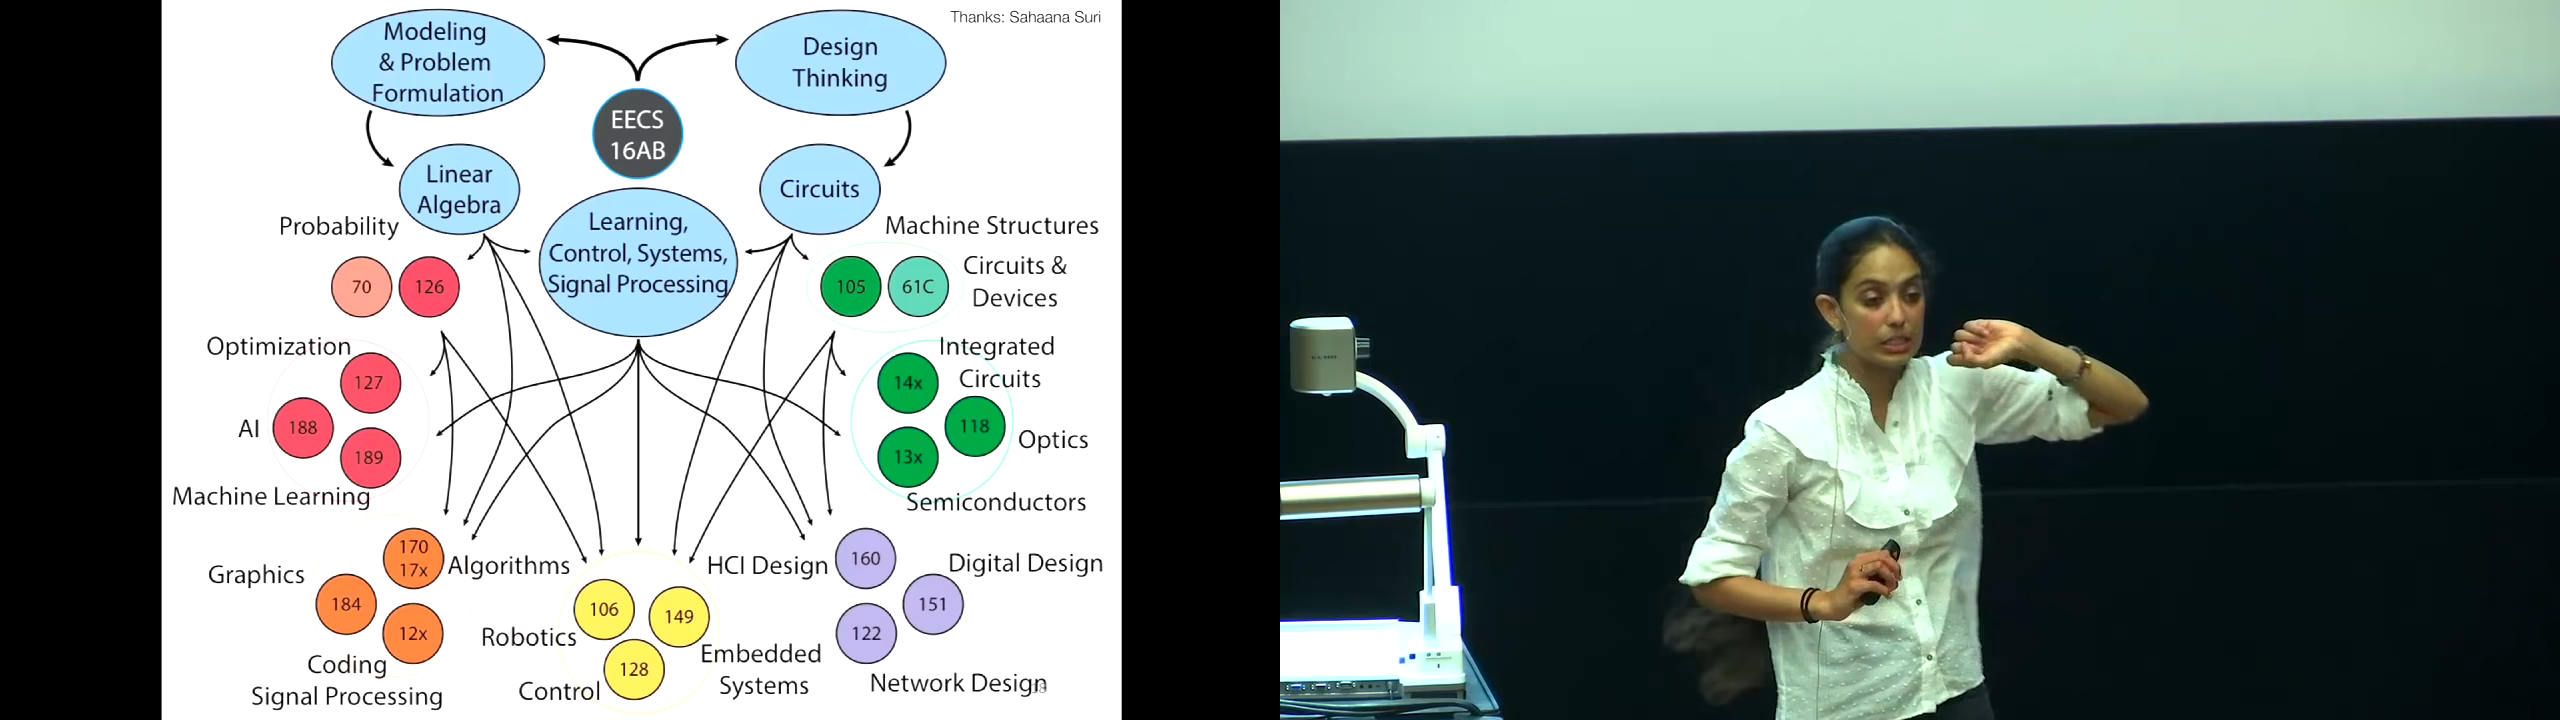 Thanks: Sahaana Suri
Modeling
& Problem
Formulation
Design
Thinking
EECS
16AB
Linear
Algebra
Circuits
Learning,
Control, Systems,
Signal Processing
Probability
70
126
Machine Structures
105
61C
Circuits &
Devices
Optimization
127
AI
188
189
Machine Learning
Integrated
Circuits
14x
118
Optics
13x
Semiconductors
170
17x
Algorithms
Graphics
184
12x
Coding
Signal Processing
106
149
Robotics
128
Control
Embedded
Systems
HCI Design
160
Digital Design
151
122
Network Design